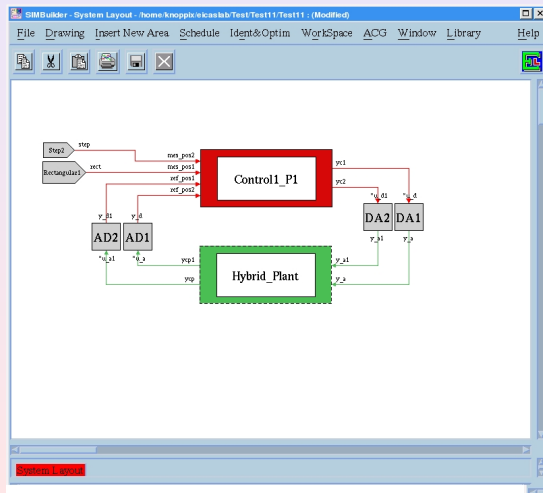 SIMBuilder - System Layout - /home/knoppix/eicaslab/Test/Test11/Test11 : (Modified)
File Drawing Insert New Area Schedule Ident&Optim WorkSpace ACG Window Library Help
Step2
step
Rectangular1
rect
mes_pos2
mes_pos1
ref_pos1
ref_pos2
Control1_P1
yc1
yc2
y_d1
y_d
AD2
AD1
"u_a1
"u_a
"u_d1
"u_d
DA2
DA1
y_a1
y_a
ycp1
ycp
Hybrid_Plant
y_a1
y_a
System Layout